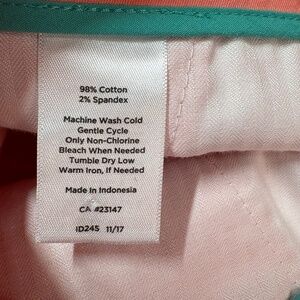 98% Cotton
2% Spandex
Machine Wash Cold
Gentle Cycle
Only Non-Chlorine
Bleach When Needed
Tumble Dry Low
Warm Iron, If Needed
Made In Indonesia
CA #23147
ID245 11/17